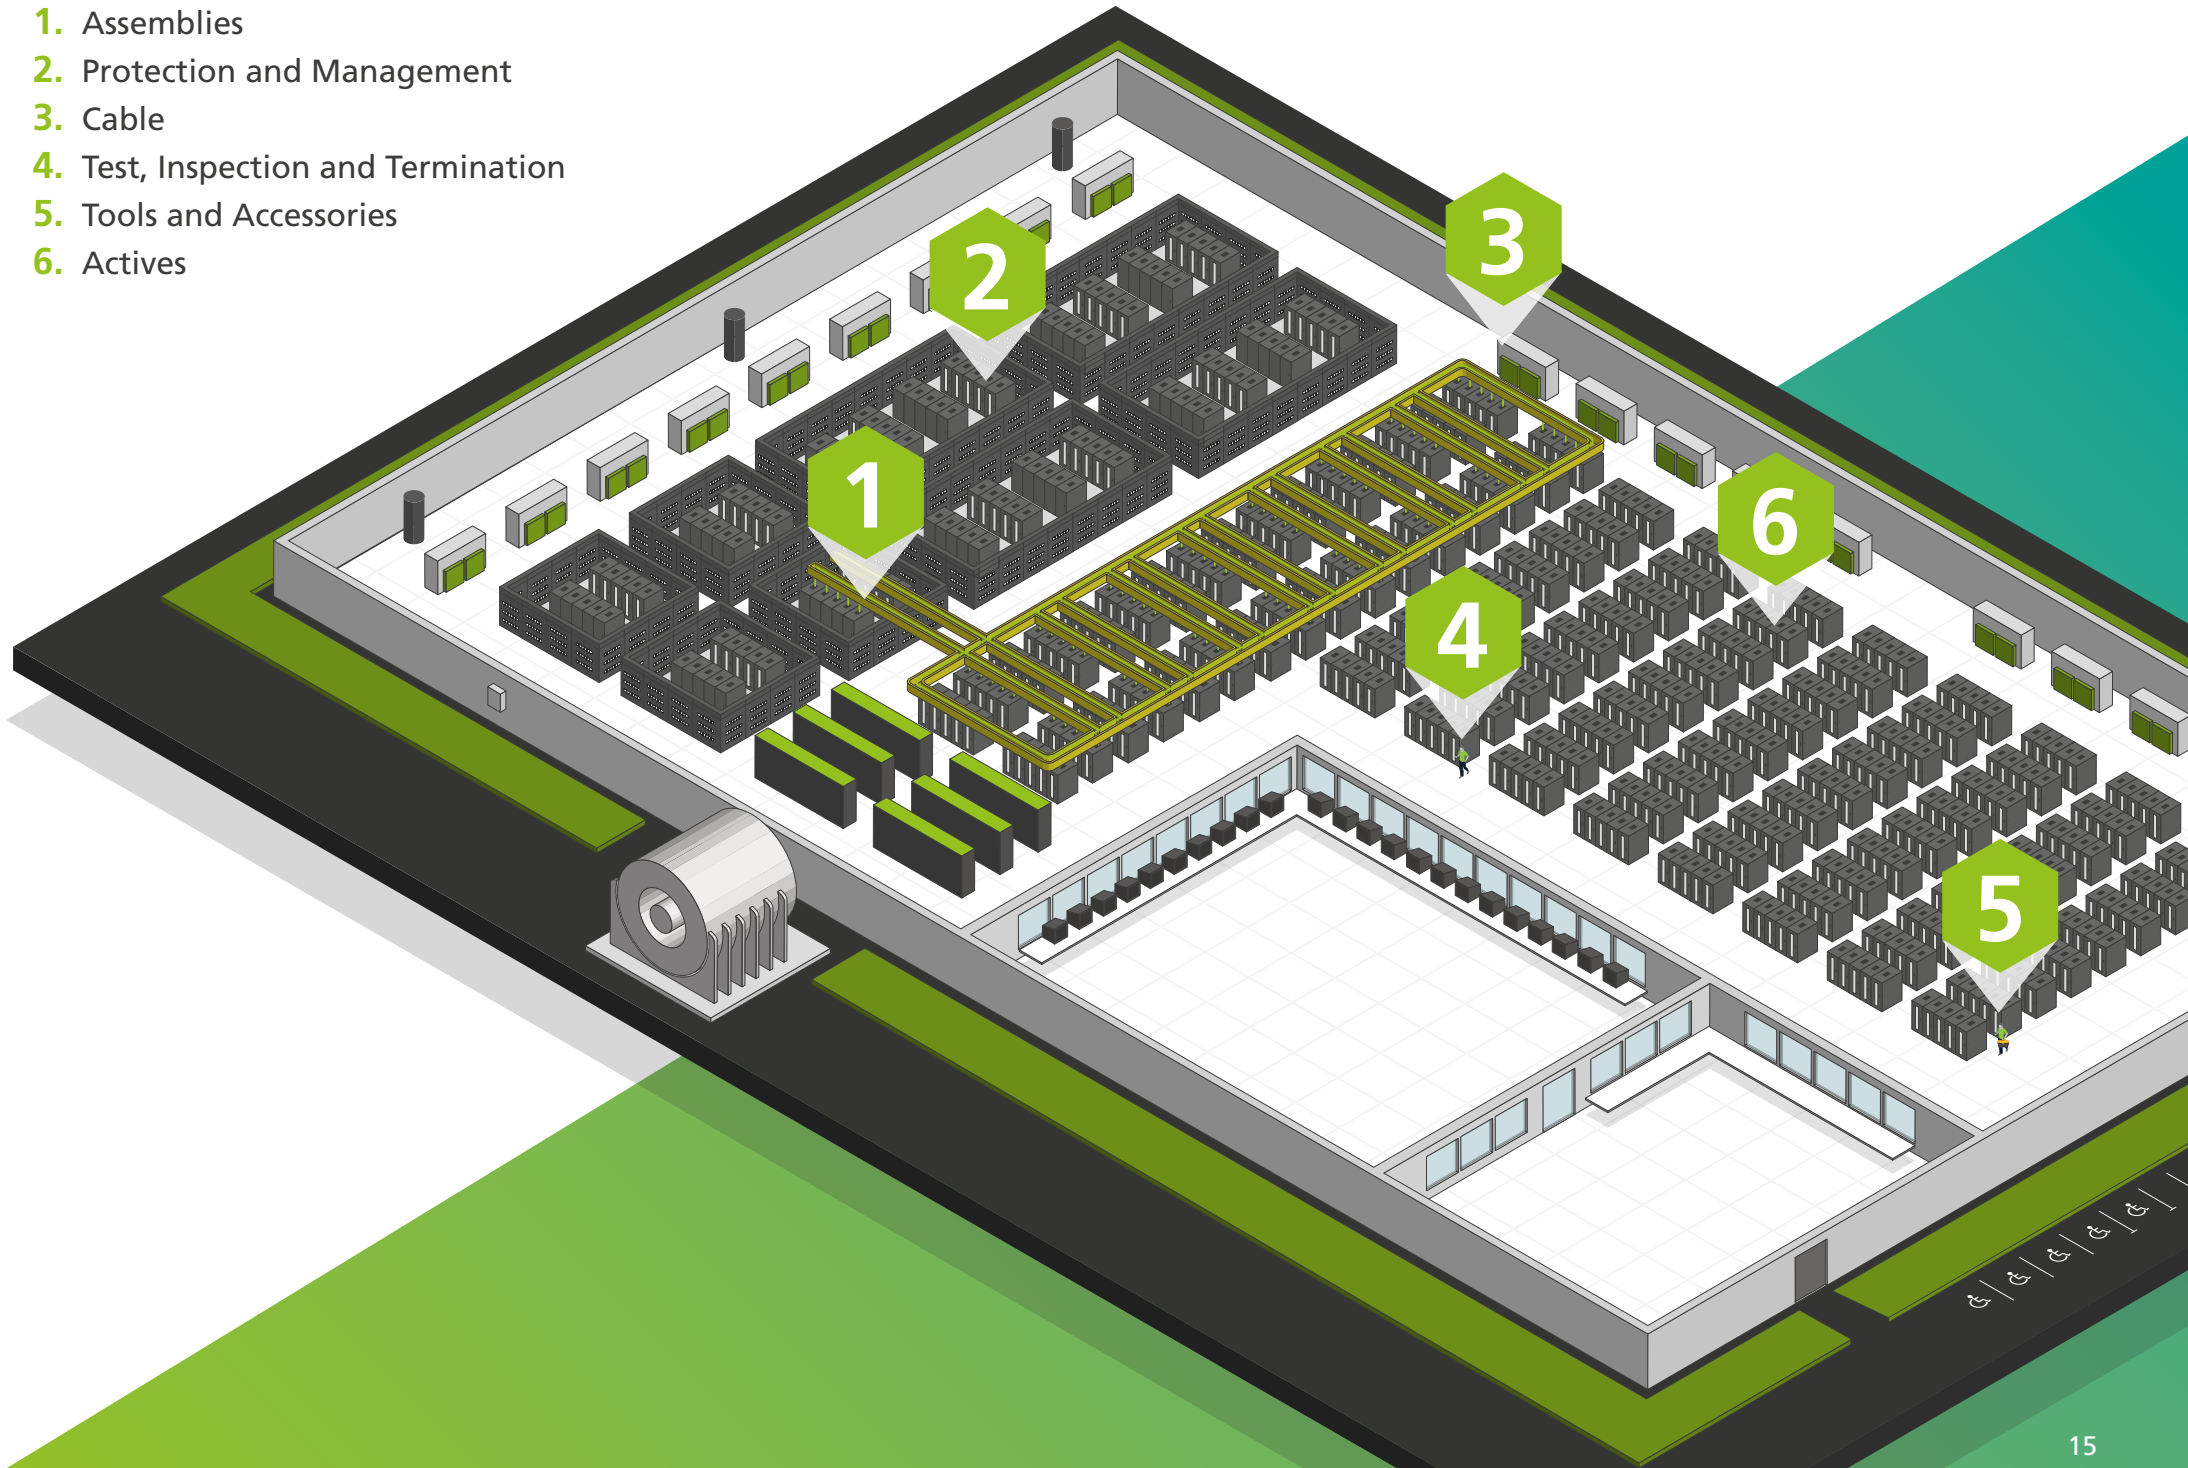 1. Assemblies
2. Protection and Management
3. Cable
4. Test, Inspection and Termination
5. Tools and Accessories
6. Actives
3
2
1
6
4
5
15